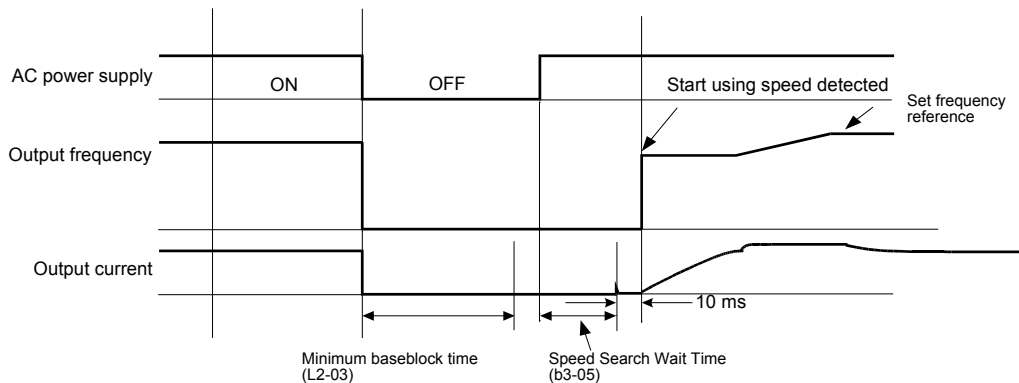 AC power supply
ON
OFF
Start using speed detected
Set frequency
reference
Output frequency
Output current
10 ms
Minimum baseblock time
(L2-03)
Speed Search Wait Time
(b3-05)